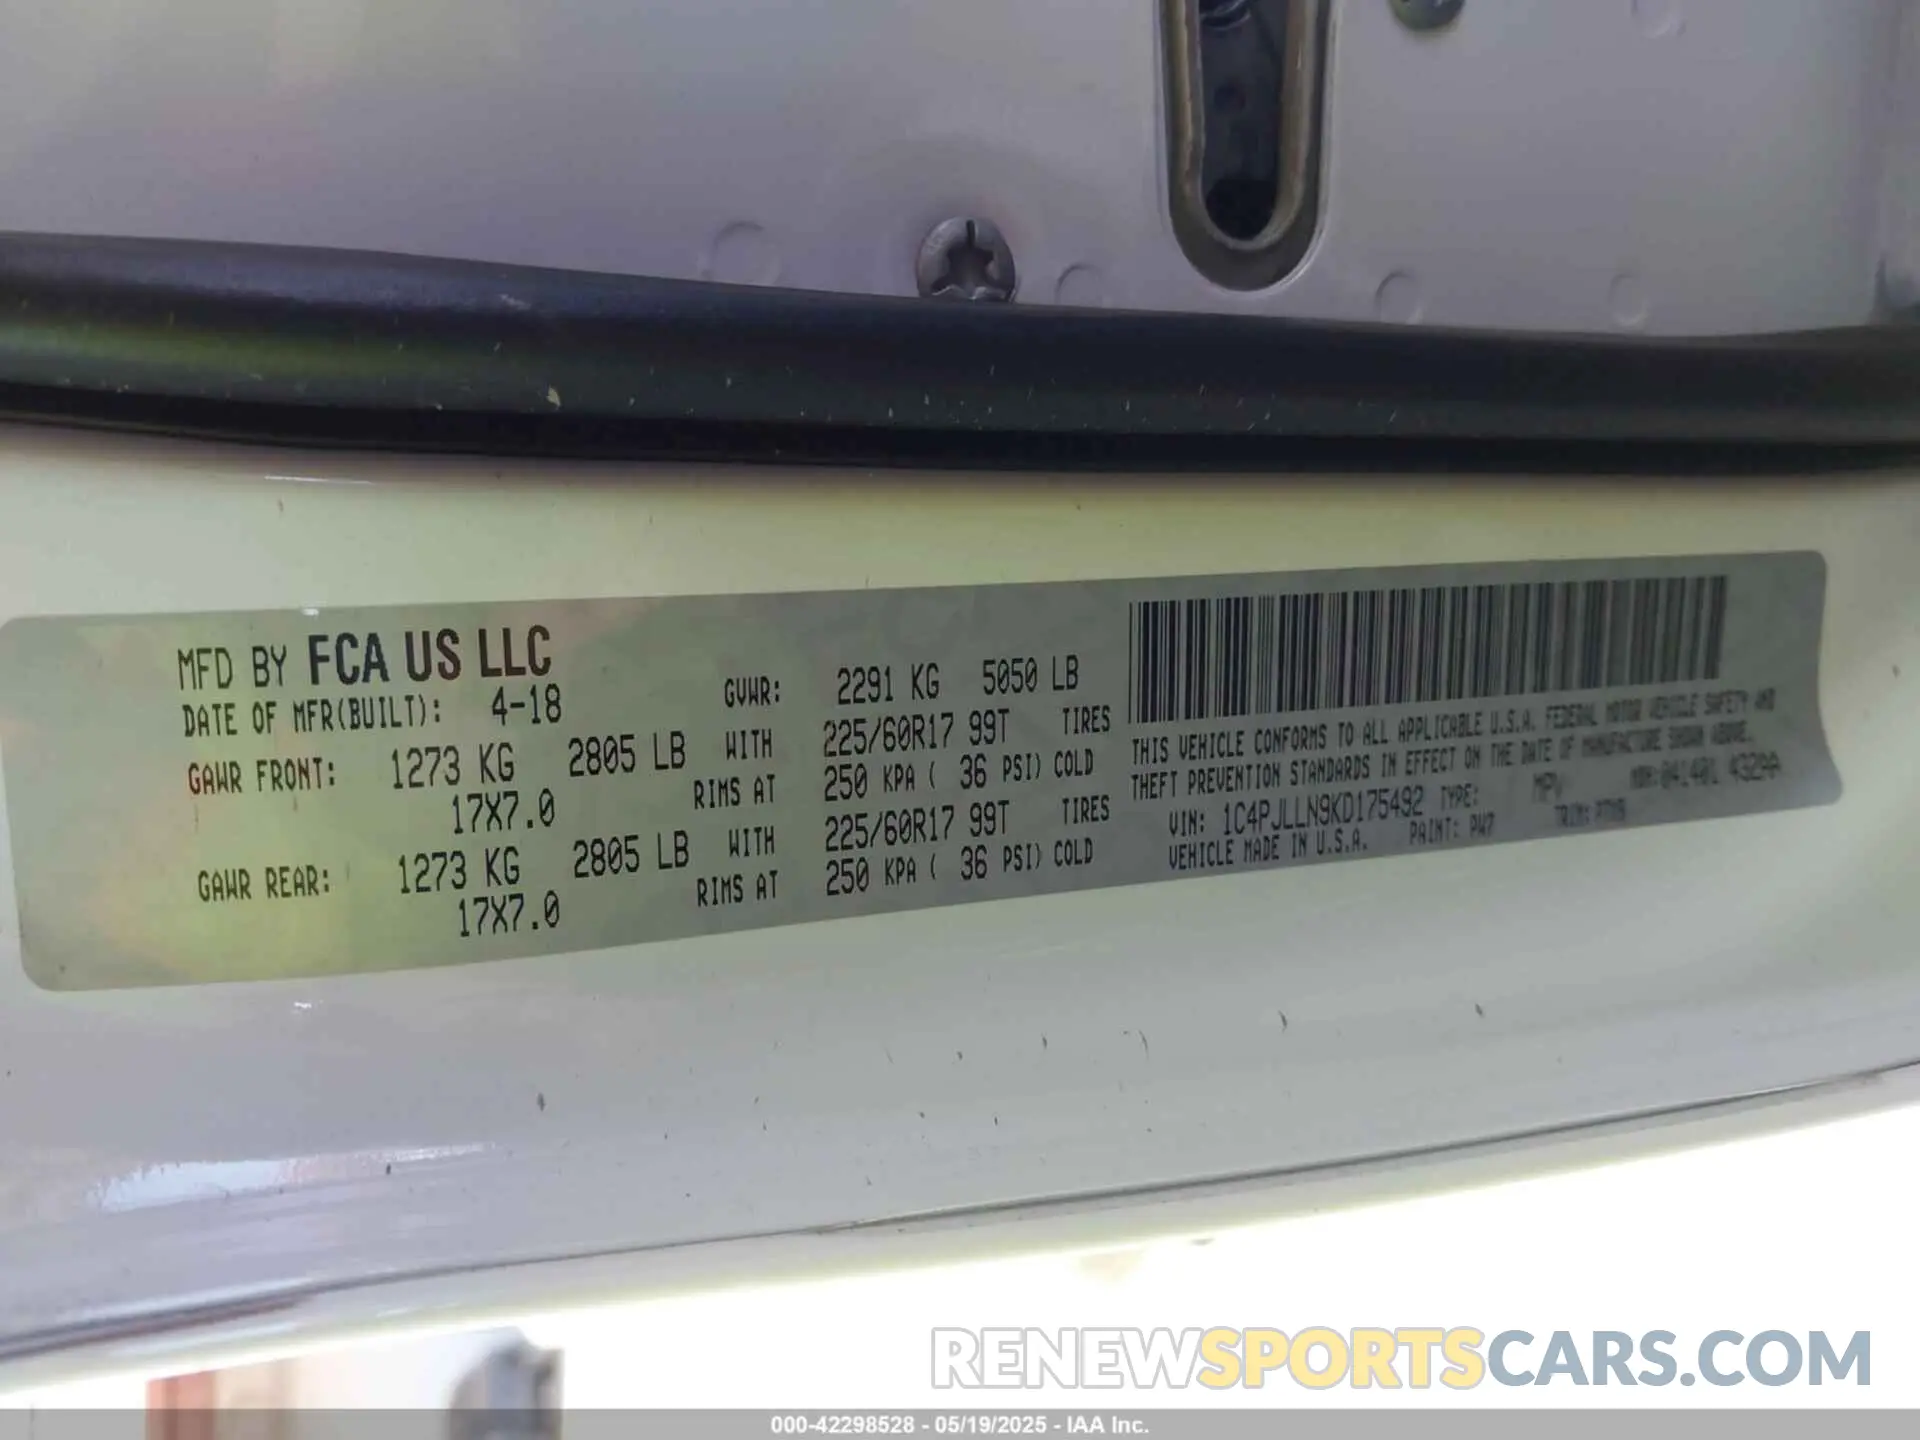 MFD BY FCA US LLC
DATE OF MFR(BUILT): 4-18 GVWR: 2291 KG 5050 LB
GAWR FRONT: 1273 KG 2805 LB WITH 225/60R17 99T TIRES
17X7.0 RIMS AT 250 KPA ( 36 PSI) COLD
GAWR REAR: 1273 KG 2805 LB WITH 225/60R17 99T TIRES
17X7.0 RIMS AT 250 KPA ( 36 PSI) COLD
THIS VEHICLE CONFORMS TO ALL APPLICABLE U.S.A. FEDERAL MOTOR VEHICLE SAFETY AND
THEFT PREVENTION STANDARDS IN EFFECT ON THE DATE OF MANUFACTURE SHOWN ABOVE.
VIN: 1C4PJLLN9KD175492 TYPE: MPV MDH:
VEHICLE MADE IN U.S.A. PAINT: PW7 TRIM:
RENEWSPORTSCARS.COM
000-42298528 - 05/19/2025 - IAA Inc.